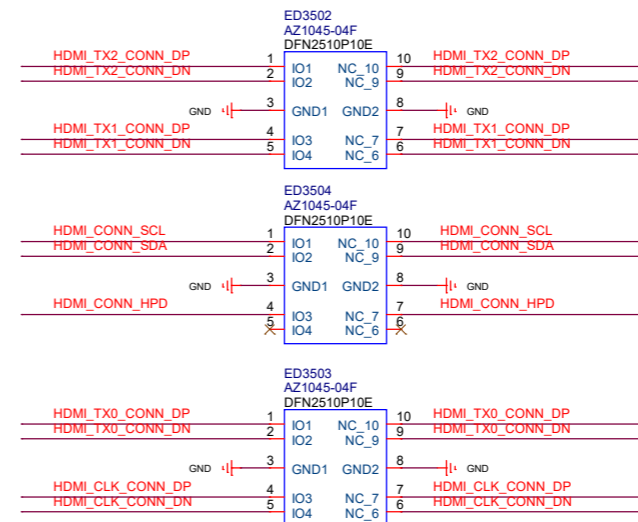 ED3502
AZ1045-04F
DFN2510P10E
HDMI_TX2_CONN_DP 1 IO1 NC_10 10 HDMI_TX2_CONN_DP
HDMI_TX2_CONN_DN 2 IO2 NC_9 9 HDMI_TX2_CONN_DN
GND 3 GND1 GND2 8 GND
HDMI_TX1_CONN_DP 4 IO3 NC_7 7 HDMI_TX1_CONN_DP
HDMI_TX1_CONN_DN 5 IO4 NC_6 6 HDMI_TX1_CONN_DN
ED3504
AZ1045-04F
DFN2510P10E
HDMI_CONN_SCL 1 IO1 NC_10 10 HDMI_CONN_SCL
HDMI_CONN_SDA 2 IO2 NC_9 9 HDMI_CONN_SDA
GND 3 GND1 GND2 8 GND
HDMI_CONN_HPD 4 IO3 NC_7 7 HDMI_CONN_HPD
5 IO4 NC_6 6
ED3503
AZ1045-04F
DFN2510P10E
HDMI_TX0_CONN_DP 1 IO1 NC_10 10 HDMI_TX0_CONN_DP
HDMI_TX0_CONN_DN 2 IO2 NC_9 9 HDMI_TX0_CONN_DN
GND 3 GND1 GND2 8 GND
HDMI_CLK_CONN_DP 4 IO3 NC_7 7 HDMI_CLK_CONN_DP
HDMI_CLK_CONN_DN 5 IO4 NC_6 6 HDMI_CLK_CONN_DN